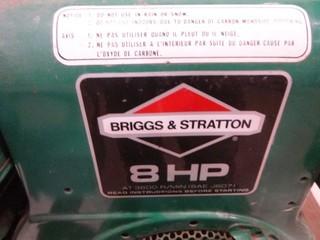 NOTICE 1. DO NOT USE IN RAIN OR SNOW.
2. DO NOT USE INDOORS DUE TO DANGER OF CARBON MONOXIDE POISONING.
AVIS 1. NE PAS UTILISER QUAND IL PLEUT OU IL NEIGE.
2. NE PAS UTILISER A L'INTERIEUR PAR SUITE DU DANGER CAUSE PAR
L'OXYDE DE CARBONE.
BRIGGS & STRATTON
8 HP
AT 3600 R/MIN (SAE J607)
READ INSTRUCTIONS BEFORE STARTING